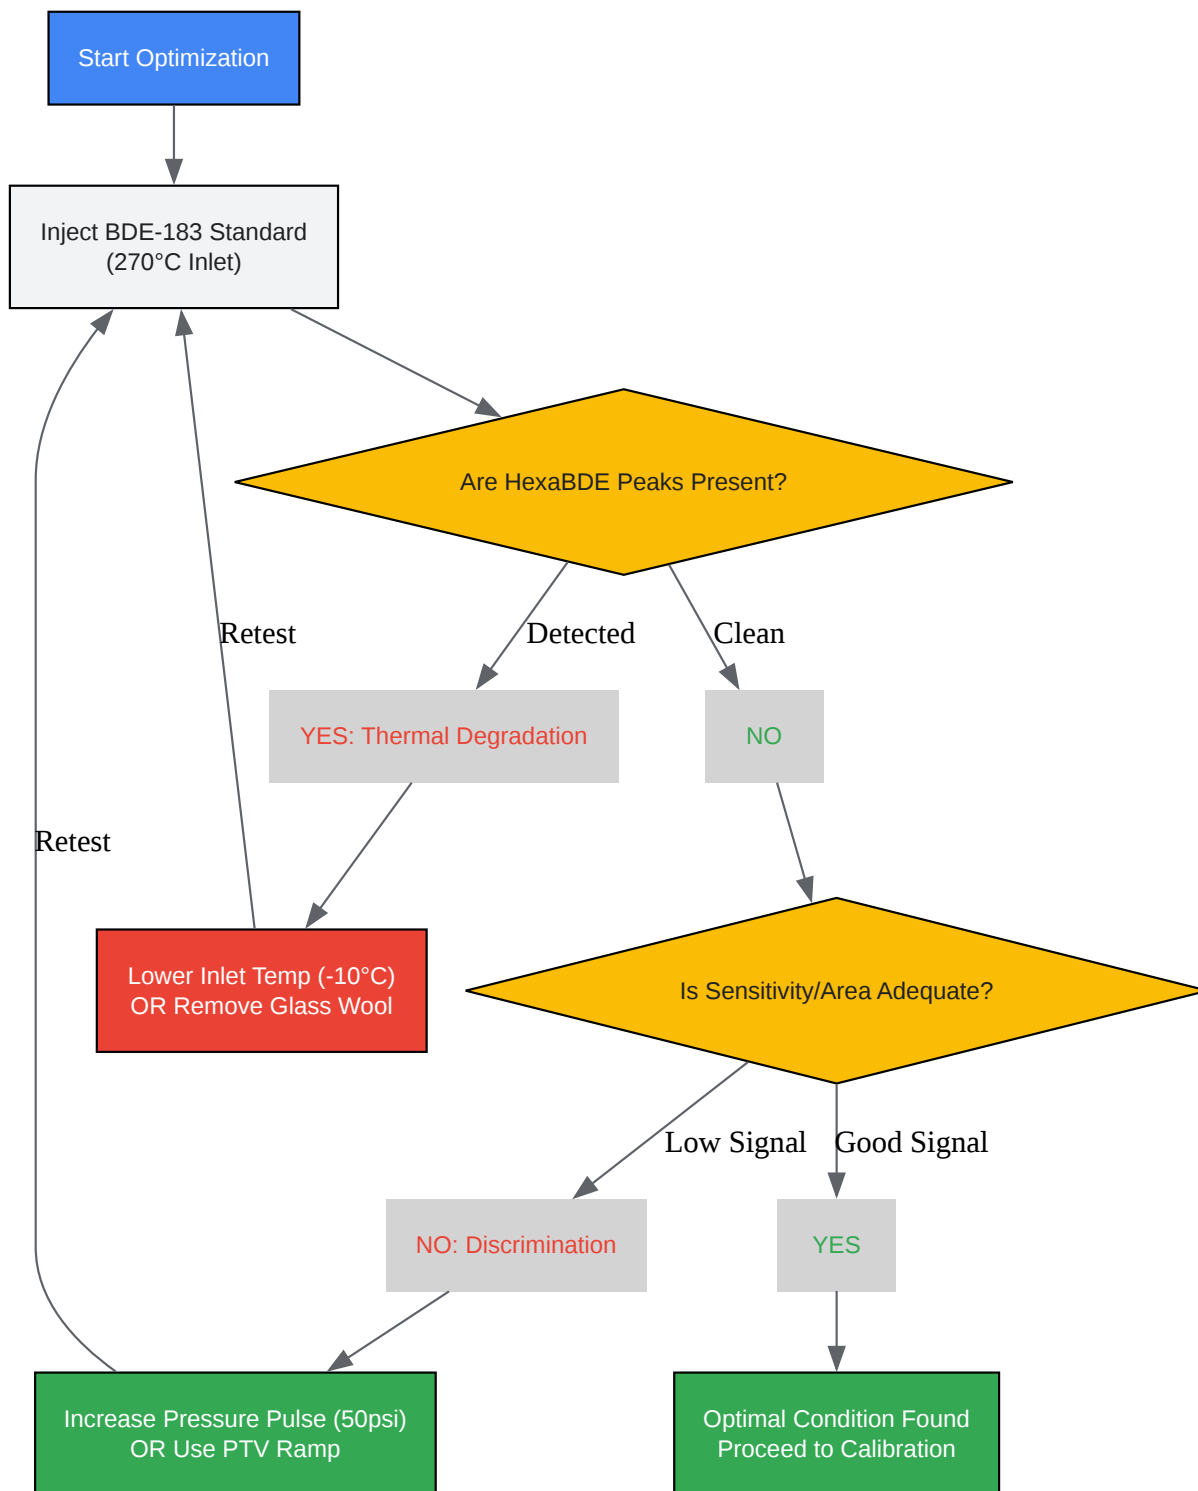 Start Optimization
Inject BDE-183 Standard
(270°C Inlet)
Are HexaBDE Peaks Present?
Retest
Detected
Clean
YES: Thermal Degradation
NO
Retest
Lower Inlet Temp (-10°C)
OR Remove Glass Wool
Is Sensitivity/Area Adequate?
Low Signal
Good Signal
NO: Discrimination
YES
Increase Pressure Pulse (50psi)
OR Use PTV Ramp
Optimal Condition Found
Proceed to Calibration